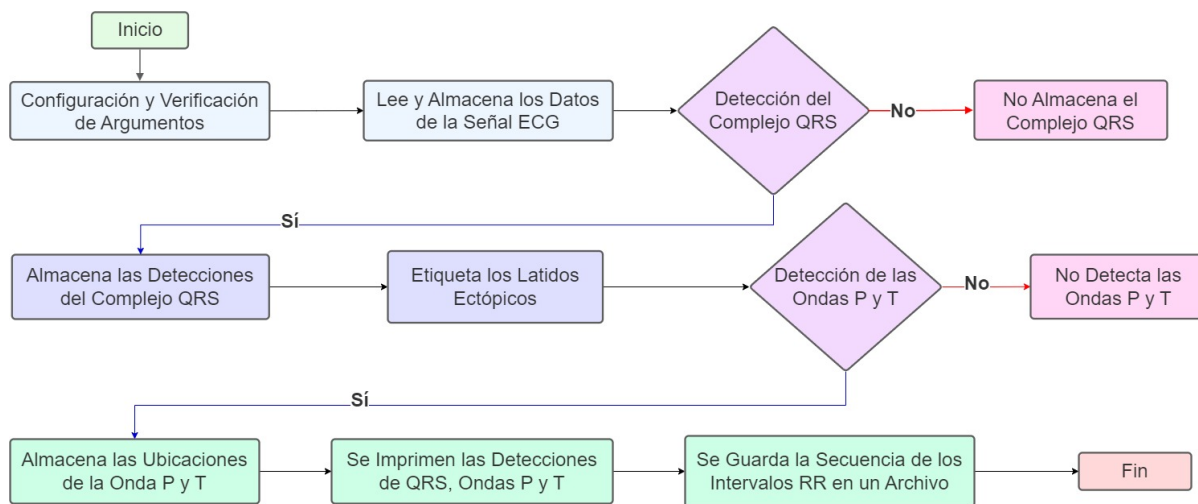 Inicio
Configuración y Verificación
de Argumentos
Lee y Almacena los Datos
de la Señal ECG
Detección del
Complejo QRS
No
No Almacena el
Complejo QRS
Sí
Almacena las Detecciones
del Complejo QRS
Etiqueta los Latidos
Ectópicos
Detección de las
Ondas P y T
No
No Detecta las
Ondas P y T
Sí
Almacena las Ubicaciones
de la Onda P y T
Se Imprimen las Detecciones
de QRS, Ondas P y T
Se Guarda la Secuencia de los
Intervalos RR en un Archivo
Fin